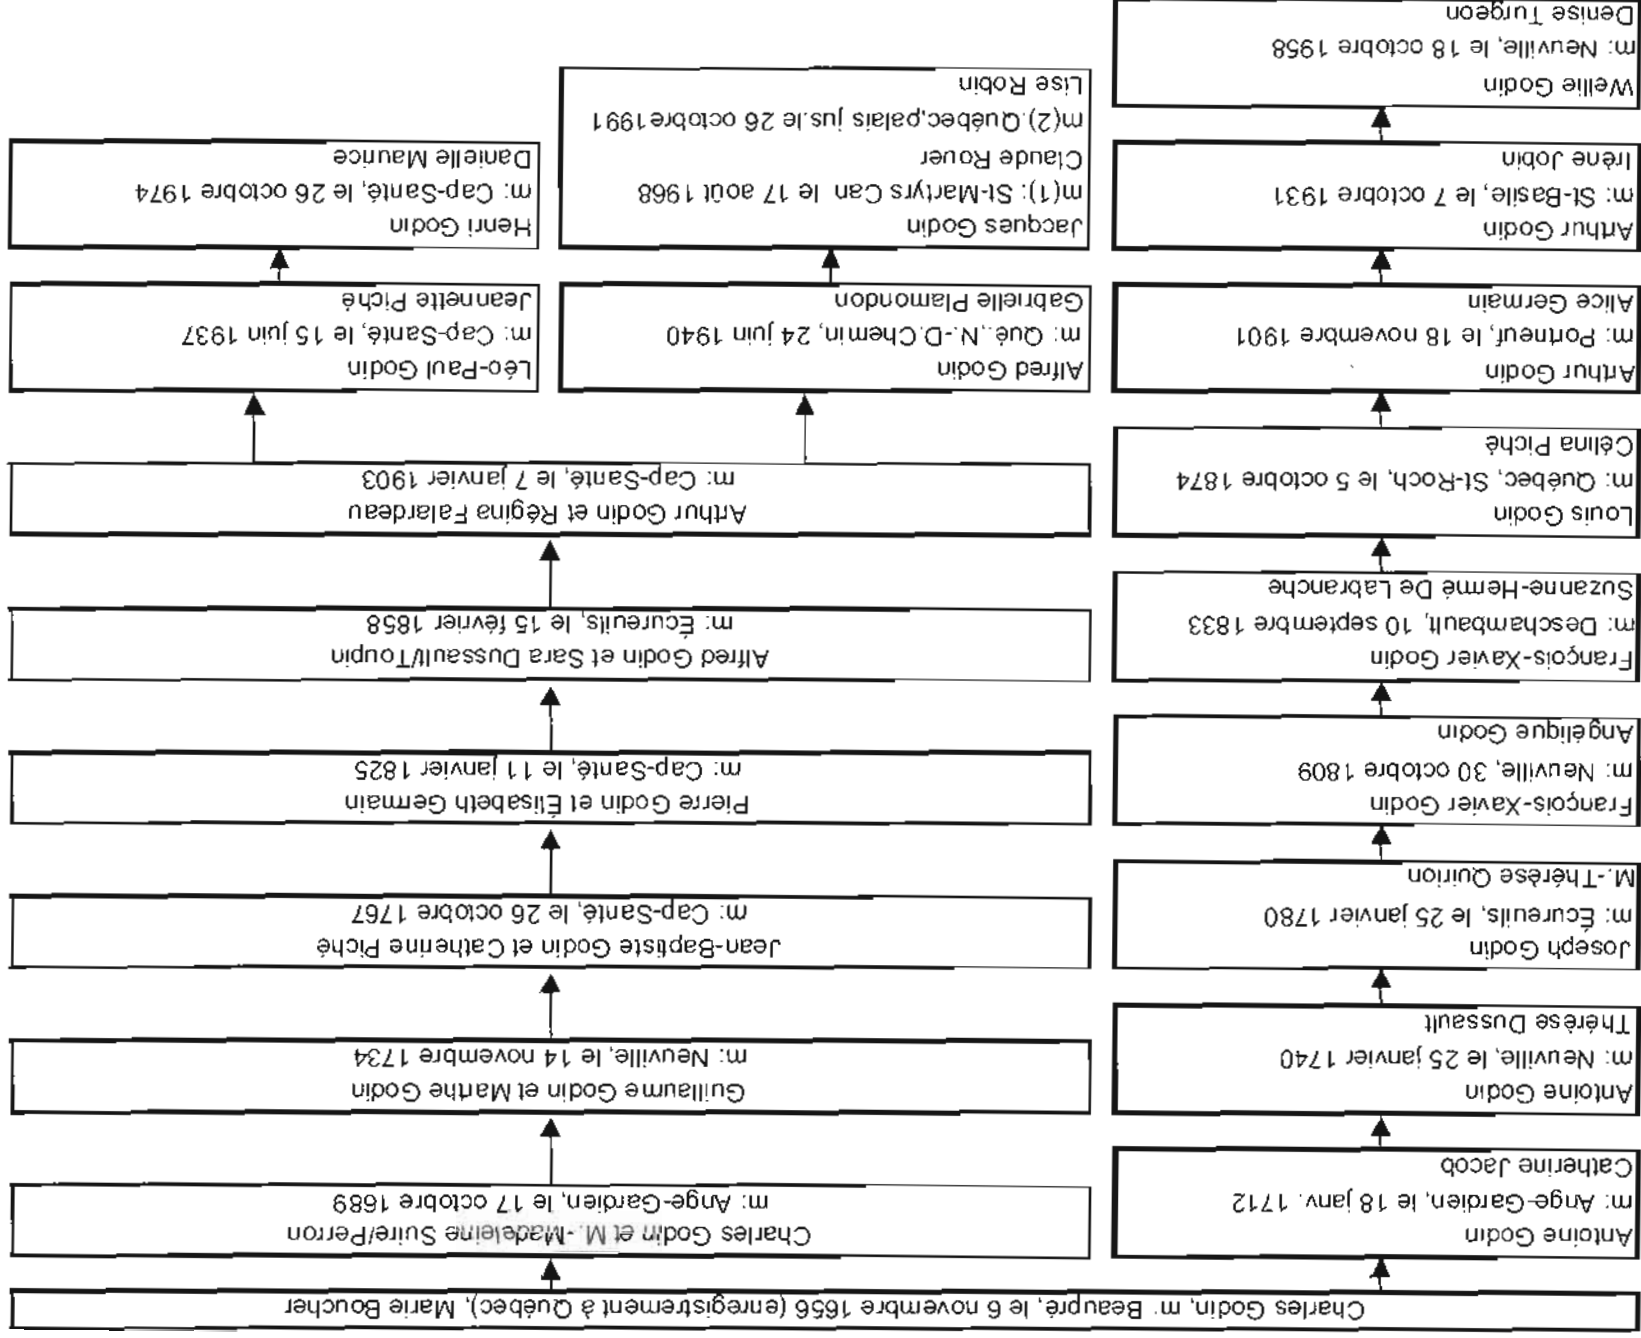 Charles Godin, m: Beaupré, le 6 novembre 1656 (enregistrement à Québec), Marie Boucher
Antoine Godin
m: Ange-Gardien, le 18 janv. 1712
Catherine Jacob
Antoine Godin
m: Neuville, le 25 janvier 1740
Thérèse Dussault
Joseph Godin
m: Écureuils, le 25 janvier 1780
M.-Thérèse Quirion
François-Xavier Godin
m: Neuville, 30 octobre 1809
Angélique Godin
François-Xavier Godin
m: Deschambault, 10 septembre 1833
Suzanne-Hermé De Labranche
Louis Godin
m: Québec, St-Roch, le 5 octobre 1874
Célina Piché
Arthur Godin
m: Portneuf, le 18 novembre 1901
Alice Germain
Arthur Godin
m: St-Basile, le 7 octobre 1931
Irène Jobin
Wellie Godin
m: Neuville, le 18 octobre 1958
Denise Turgeon
Charles Godin et M.-Madeleine Suire/Perron
m: Ange-Gardien, le 17 octobre 1689
Guillaume Godin et Marthe Godin
m: Neuville, le 14 novembre 1734
Jean-Baptiste Godin et Catherine Piché
m: Cap-Santé, le 26 octobre 1767
Pierre Godin et Élisabeth Germain
m: Cap-Santé, le 11 janvier 1825
Alfred Godin et Sara Dussault/Toupin
m: Écureuils, le 15 février 1858
Arthur Godin et Régina Falardeau
m: Cap-Santé, le 7 janvier 1903
Alfred Godin
m: Qué.,N.-D.Chemin, 24 juin 1940
Gabrielle Plamondon
Jacques Godin
m(1): St-Martyrs Can le 17 août 1968
Claude Rouer
m(2).Québec,palais jus.le 26 octobre 1991
Lise Robin
Léo-Paul Godin
m: Cap-Santé, le 15 juin 1937
Jeannette Piché
Henri Godin
m: Cap-Santé, le 26 octobre 1974
Danielle Maurice